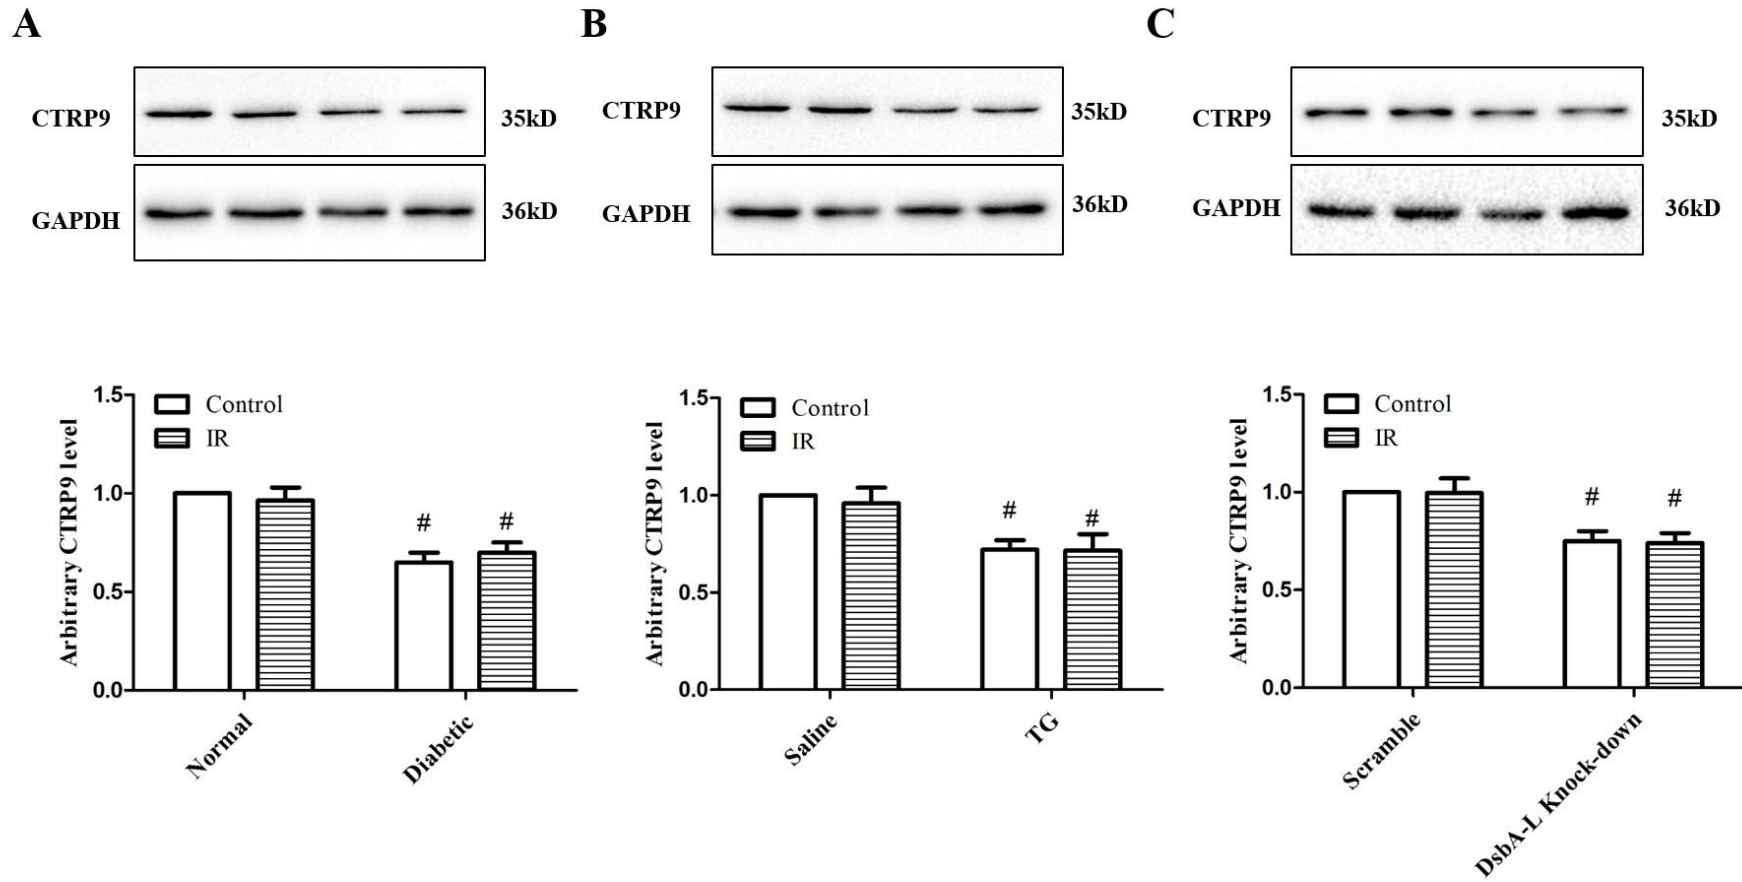 A
B
C
CTRP9
35kD
GAPDH
36kD
CTRP9
35kD
GAPDH
36kD
CTRP9
35kD
GAPDH
36kD
Arbitrary CTRP9 level
1.5
1.0
0.5
0.0
Control
IR
#
#
Normal
Diabetic
Arbitrary CTRP9 level
1.5
1.0
0.5
0.0
Control
IR
#
#
Saline
TG
Arbitrary CTRP9 level
1.5
1.0
0.5
0.0
Control
IR
#
#
Scramble
DsbA-L Knock-down